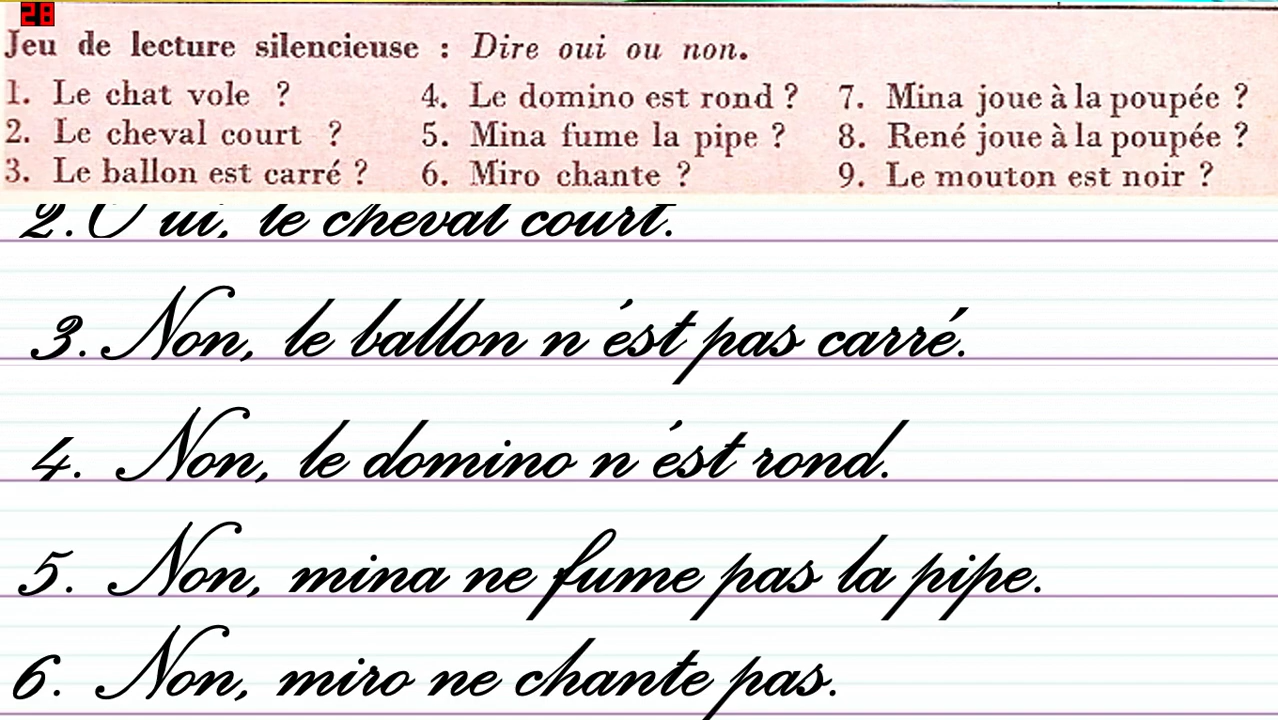 28
Jeu de lecture silencieuse : Dire oui ou non.
1. Le chat vole ?
2. Le cheval court ?
3. Le ballon est carré ?
4. Le domino est rond ?
5. Mina fume la pipe ?
6. Miro chante ?
7. Mina joue à la poupée ?
8. René joue à la poupée ?
9. Le mouton est noir ?
2. Oui, le cheval court.
3. Non, le ballon n'est pas carré.
4. Non, le domino n'est rond.
5. Non, mina ne fume pas la pipe.
6. Non, miro ne chante pas.